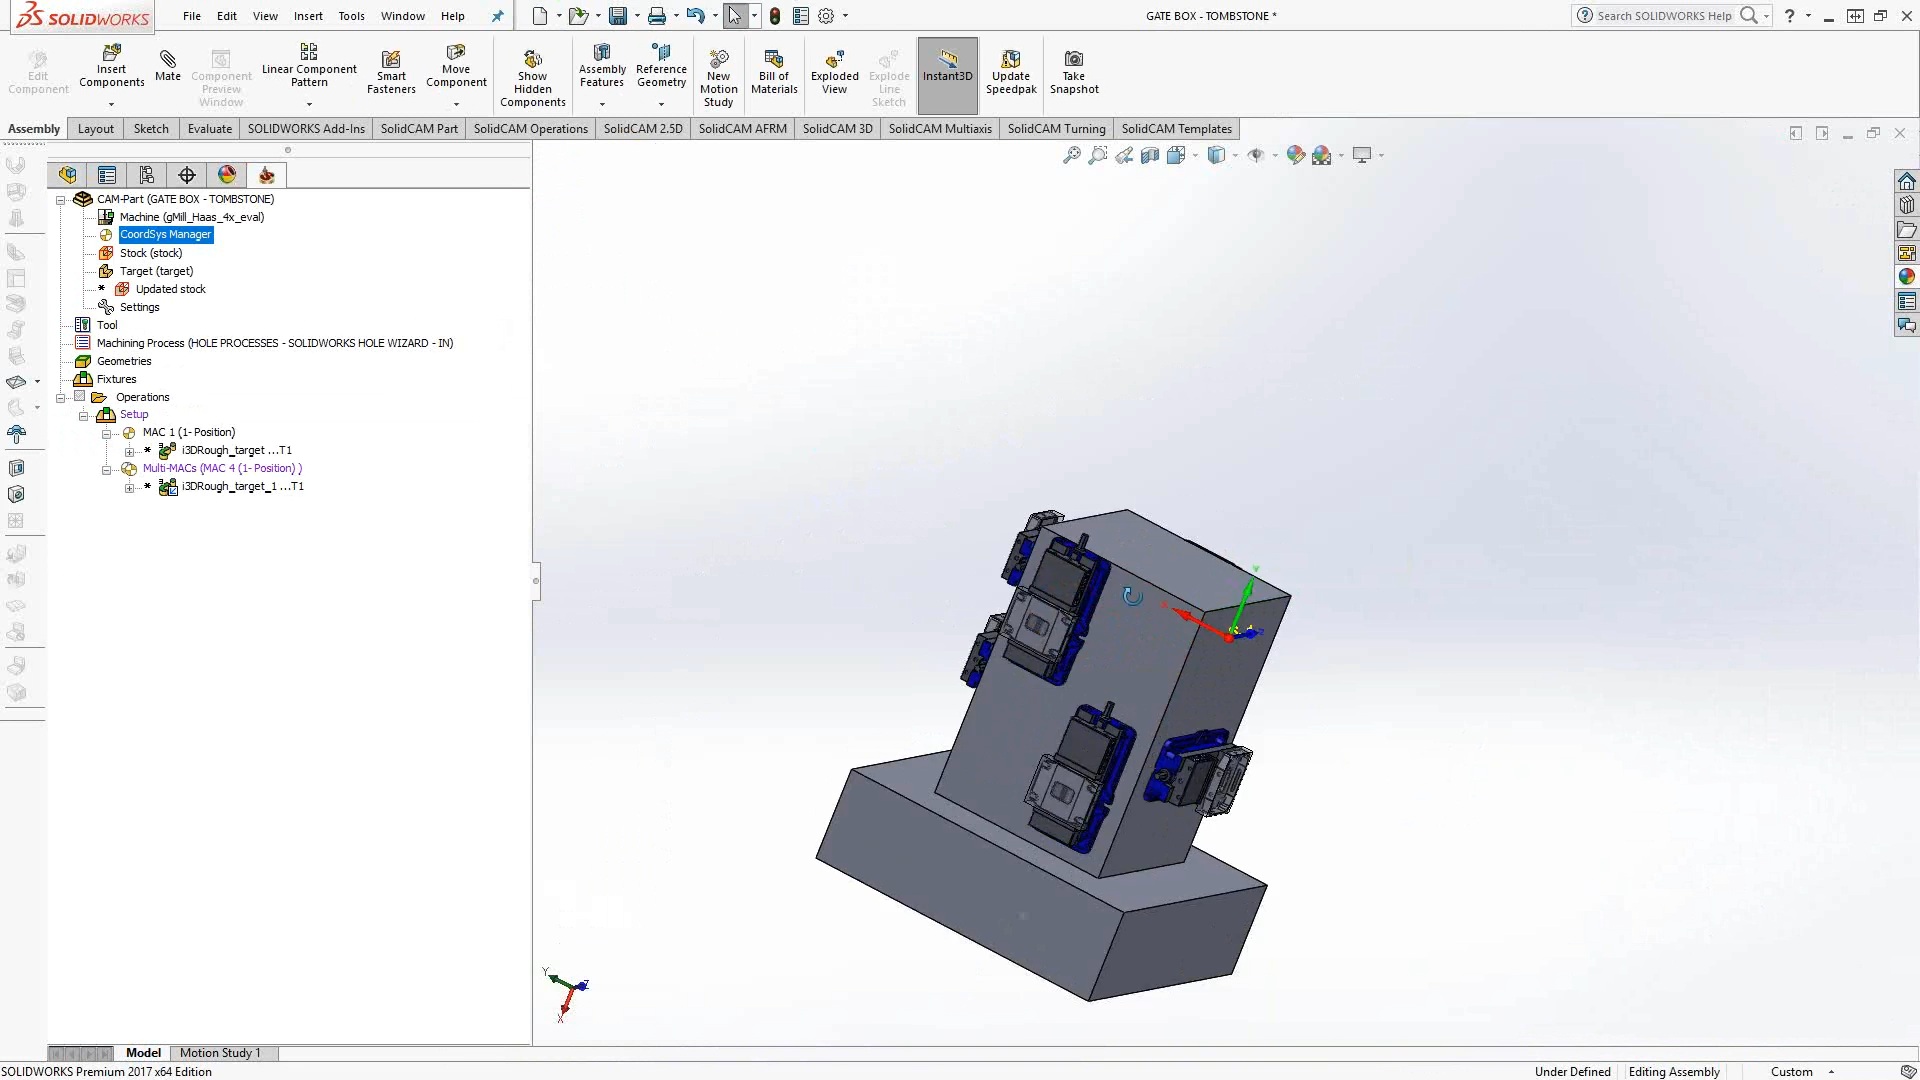 SOLIDWORKS
File Edit View Insert Tools Window Help
GATE BOX - TOMBSTONE *
Search SOLIDWORKS Help
Edit Component
Insert Components
Mate
Component Preview Window
Linear Component Pattern
Smart Fasteners
Move Component
Show Hidden Components
Assembly Features
Reference Geometry
New Motion Study
Bill of Materials
Exploded View
Explode Line Sketch
Instant3D
Update Speedpak
Take Snapshot
Assembly Layout Sketch Evaluate SOLIDWORKS Add-Ins SolidCAM Part SolidCAM Operations SolidCAM 2.5D SolidCAM AFRM SolidCAM 3D SolidCAM Multiaxis SolidCAM Turning SolidCAM Templates
CAM-Part (GATE BOX - TOMBSTONE)
Machine (gMill_Haas_4x_eval)
CoordSys Manager
Stock (stock)
Target (target)
* Updated stock
Settings
Tool
Machining Process (HOLE PROCESSES - SOLIDWORKS HOLE WIZARD - IN)
Geometries
Fixtures
Operations
Setup
MAC 1 (1- Position)
* i3DRough_target ...T1
Multi-MACs (MAC 4 (1- Position) )
* i3DRough_target_1 ...T1
Y Z
X
Model Motion Study 1
SOLIDWORKS Premium 2017 x64 Edition
Under Defined Editing Assembly Custom